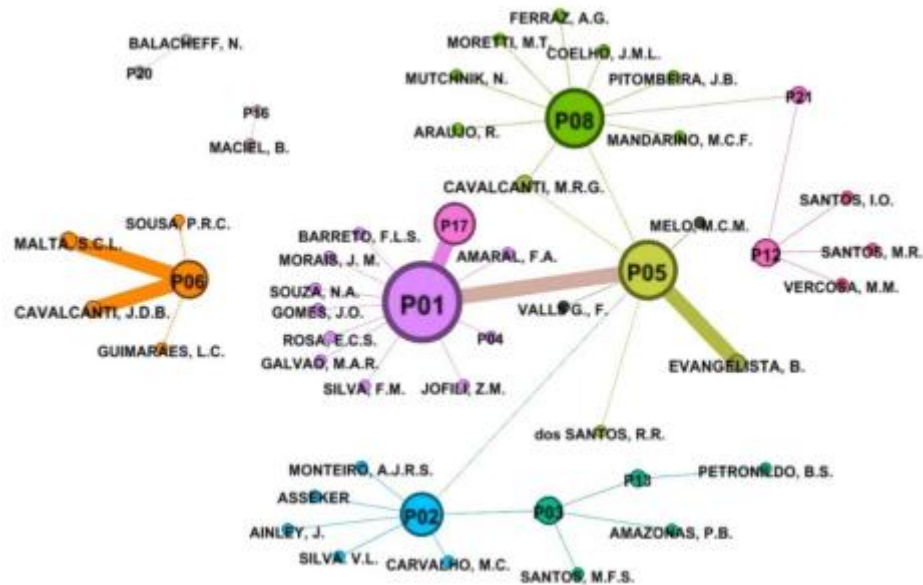 FERRAZ, A.G.
BALACHEFF, N.
MORETTI, M.T.
COELHO, J.M.L.
P20
MUTCHNIK, N.
PITOMBEIRA, J.B.
P21
P16
P08
ARAUJO, R.
MANDARINO, M.C.F.
MACIEL, B.
CAVALCANTI, M.R.G.
SANTOS, I.O.
SOUSA, P.R.C.
P17
MELO, M.C.M.
MALTA, S.C.L.
BARRETO, F.L.S.
AMARAL, F.A.
P12
SANTOS, M.R.
MORAIS, J. M.
P06
P05
VERCOSA, M.M.
SOUZA, N.A.
P01
CAVALCANTI, J.D.B.
GOMES, J.O.
VALLS G., F.
ROSA, E.C.S.
P04
GUIMARAES, L.C.
GALVAO, M.A.R.
EVANGELISTA, B.
SILVA, F.M.
JOFILI, Z.M.
dos SANTOS, R.R.
MONTEIRO, A.J.R.S.
PETRONILDO, B.S.
P13
ASSEKER
P02
P03
AINLEY, J.
AMAZONAS, P.B.
SILVA, V.L.
CARVALHO, M.C.
SANTOS, M.F.S.